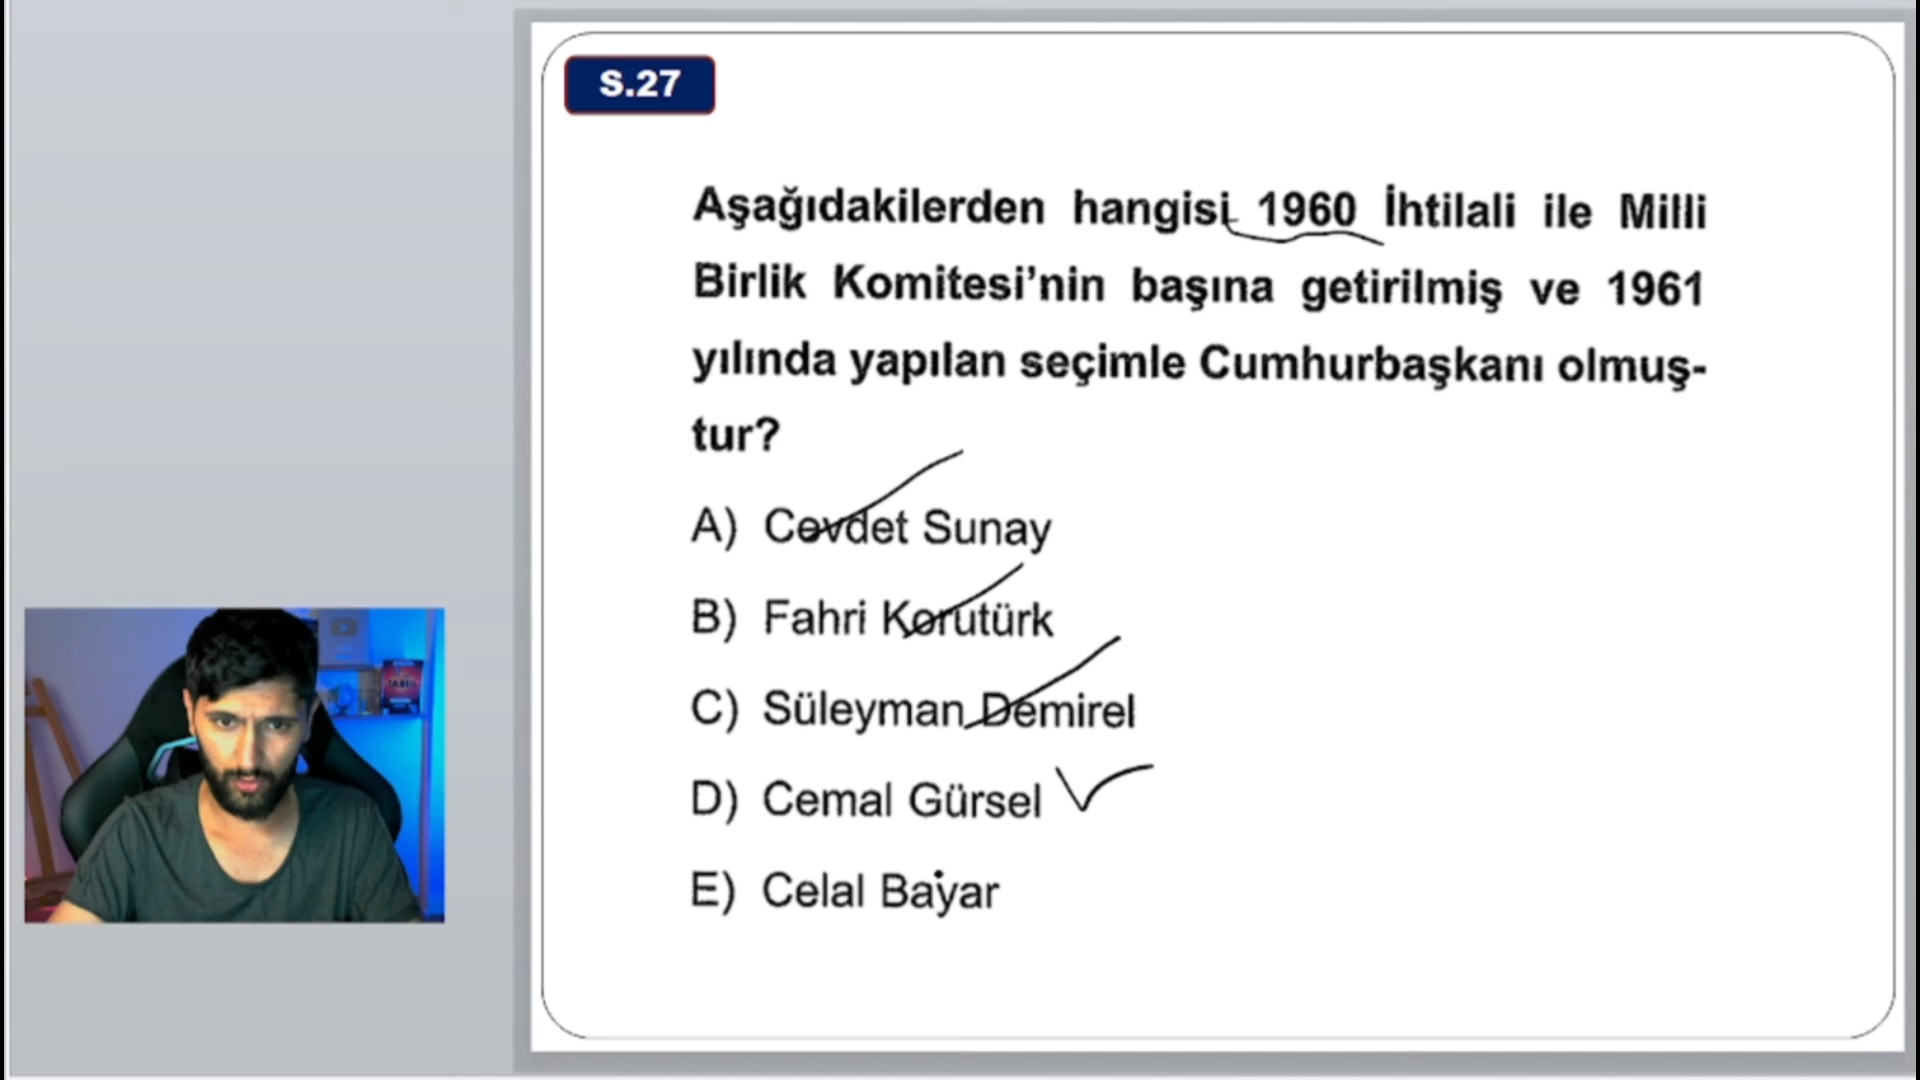 S.27
Aşağıdakilerden hangisi 1960 İhtilali ile Milli
Birlik Komitesi’nin başına getirilmiş ve 1961
yılında yapılan seçimle Cumhurbaşkanı olmuş-
tur?
A) Cevdet Sunay
B) Fahri Korutürk
C) Süleyman Demirel
D) Cemal Gürsel
E) Celal Bayar